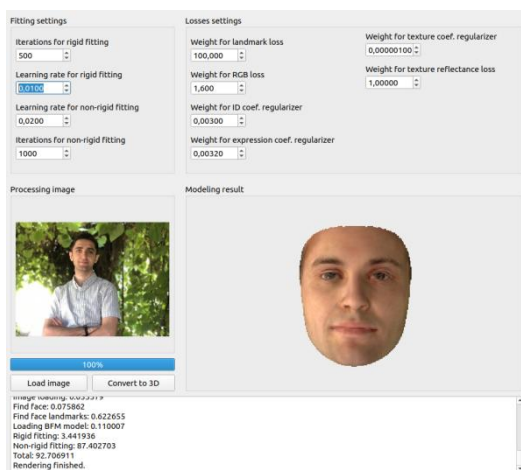 Fitting settings
Iterations for rigid fitting
500
Learning rate for rigid fitting
0,0100
Learning rate for non-rigid fitting
0,0200
Iterations for non-rigid fitting
1000
Losses settings
Weight for landmark loss
100,000
Weight for RGB loss
1,600
Weight for ID coef. regularizer
0,00300
Weight for expression coef. regularizer
0,00320
Weight for texture coef. regularizer
0,00000100
Weight for texture reflectance loss
1,00000
Processing image
Modeling result
100%
Load image
Convert to 3D
Find face: 0.075862
Find face landmarks: 0.622655
Loading BFM model: 0.110007
Rigid fitting: 3.441936
Non-rigid fitting: 87.402703
Total: 92.706911
Rendering finished.